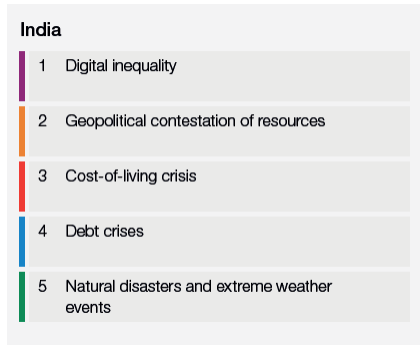 India
1 Digital inequality
2 Geopolitical contestation of resources
3 Cost-of-living crisis
4 Debt crises
5 Natural disasters and extreme weather
events